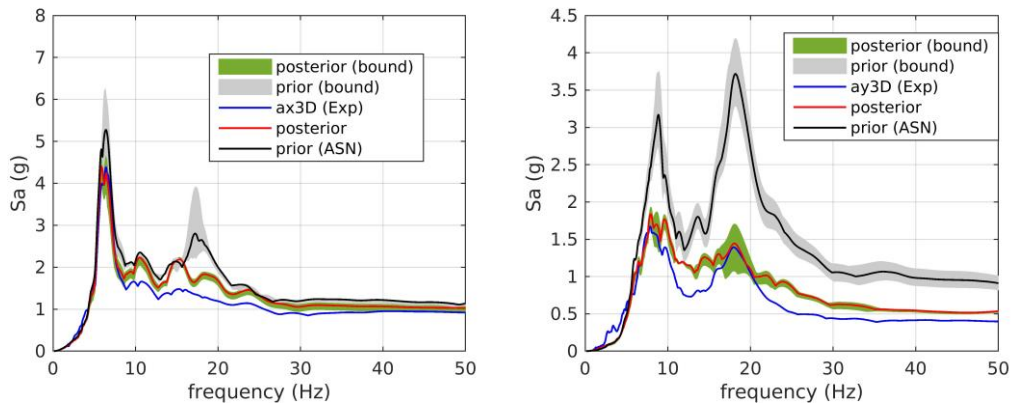 8
7
6
5
4
3
2
1
0
Sa (g)
posterior (bound)
prior (bound)
ax3D (Exp)
posterior
prior (ASN)
0 10 20 30 40 50
frequency (Hz)
4.5
4
3.5
3
2.5
2
1.5
1
0.5
0
Sa (g)
posterior (bound)
prior (bound)
ay3D (Exp)
posterior
prior (ASN)
0 10 20 30 40 50
frequency (Hz)